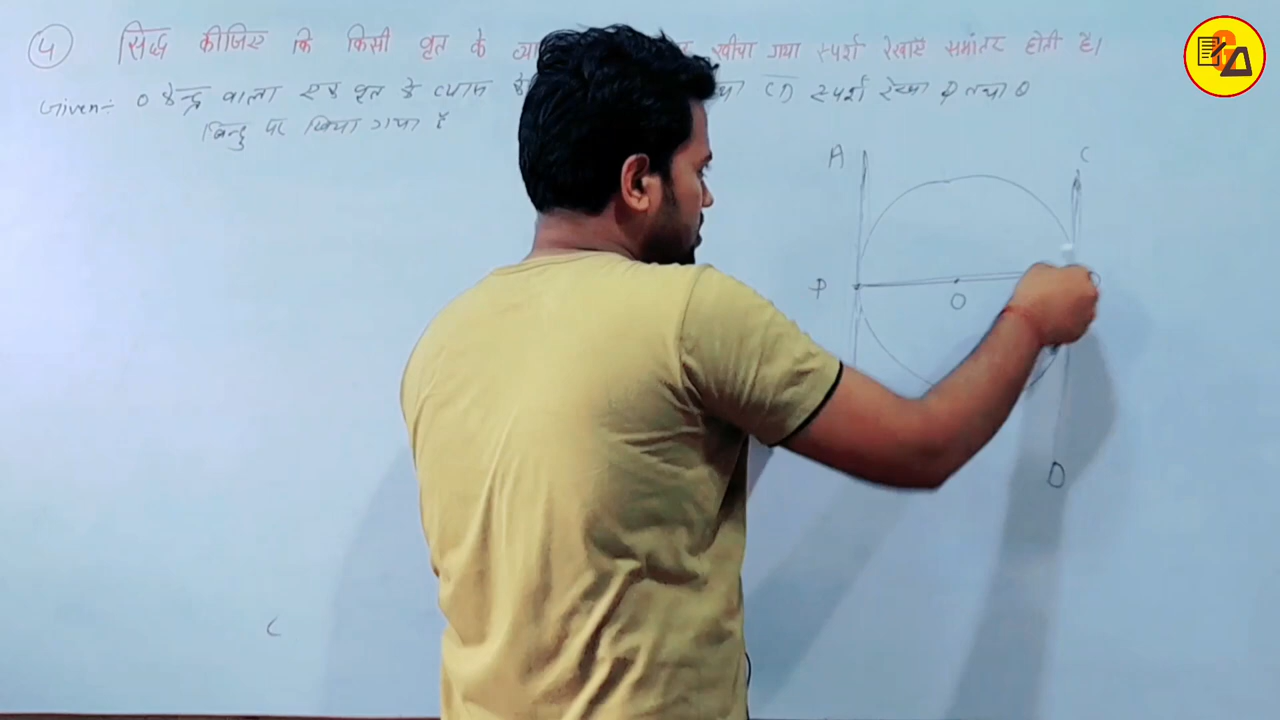 4 सिद्ध कीजिए कि किसी वृत के खीचा गया स्पर्श रेखाएँ समांतर होती है।
Given:- O केन्द्र वाला एक वृत के व्यास के CD स्पर्श रेखा P तथा Q
बिन्दु पर खिचा गया है
A
C
P
O
D
C